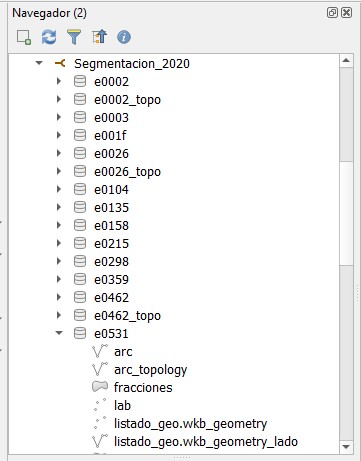 Navegador (2)
Segmentacion_2020
e0002
e0002_topo
e0003
e001f
e0026
e0026_topo
e0104
e0135
e0158
e0215
e0298
e0359
e0462
e0462_topo
e0531
arc
arc_topology
fracciones
lab
listado_geo.wkb_geometry
listado_geo.wkb_geometry_lado